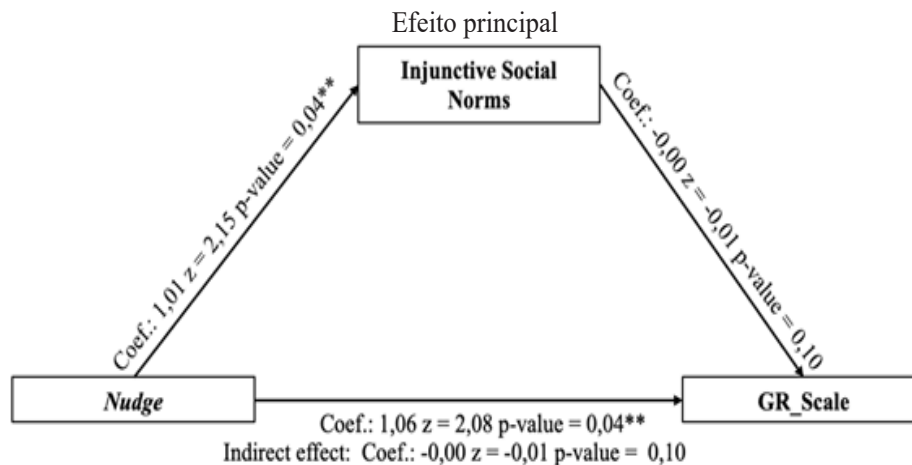 Efeito principal
Injunctive Social
Norms
Coef.: 1,01 z = 2,15 p-value = 0,04**
Coef.: -0,00 z = -0,01 p-value = 0,10
Nudge
GR_Scale
Coef.: 1,06 z = 2,08 p-value = 0,04**
Indirect effect: Coef.: -0,00 z = -0,01 p-value = 0,10